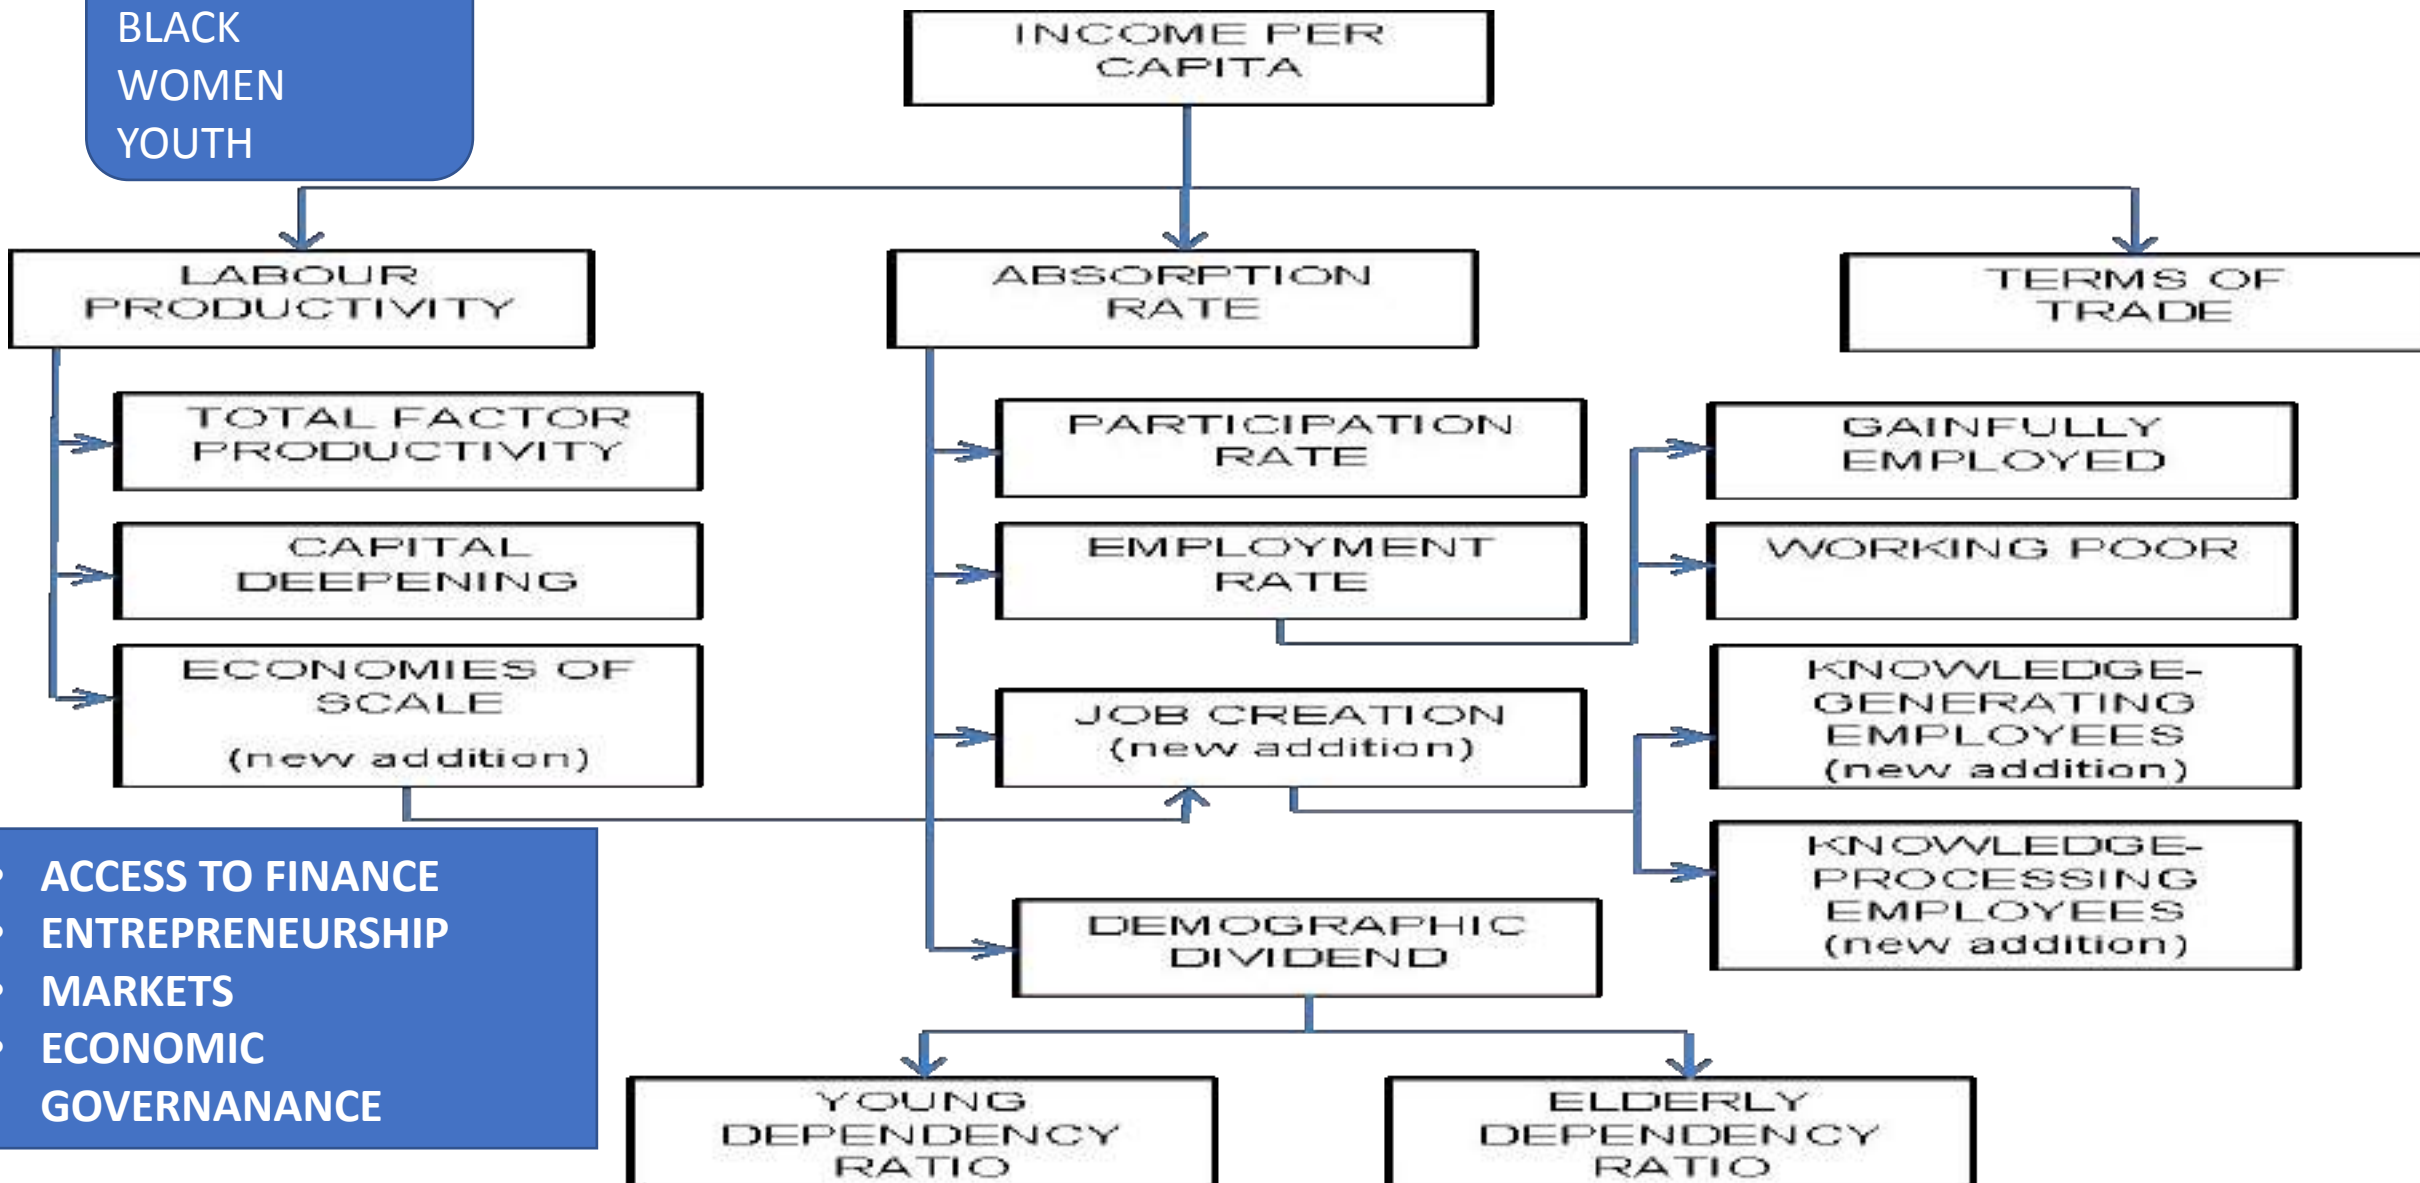 BLACK
WOMEN
YOUTH
INCOME PER
CAPITA
LABOUR
PRODUCTIVITY
ABSORPTION
RATE
TERMS OF
TRADE
TOTAL FACTOR
PRODUCTIVITY
CAPITAL
DEEPENING
ECONOMIES OF
SCALE
(new addition)
PARTICIPATION
RATE
EMPLOYMENT
RATE
JOB CREATION
(new addition)
DEMOGRAPHIC
DIVIDEND
GAINFULLY
EMPLOYED
WORKING POOR
KNOWLEDGE-
GENERATING
EMPLOYEES
(new addition)
KNOWLEDGE-
PROCESSING
EMPLOYEES
(new addition)
• ACCESS TO FINANCE
• ENTREPRENEURSHIP
• MARKETS
• ECONOMIC
GOVERNANANCE
YOUNG
DEPENDENCY
RATIO
ELDERLY
DEPENDENCY
RATIO